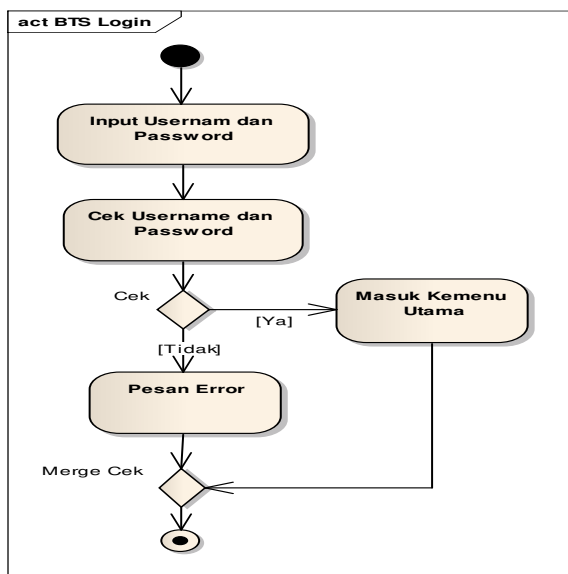 act BTS Login
Input Usernam dan
Password
Cek Username dan
Password
Cek
[Ya]
Masuk Kemenu
Utama
[Tidak]
Pesan Error
Merge Cek